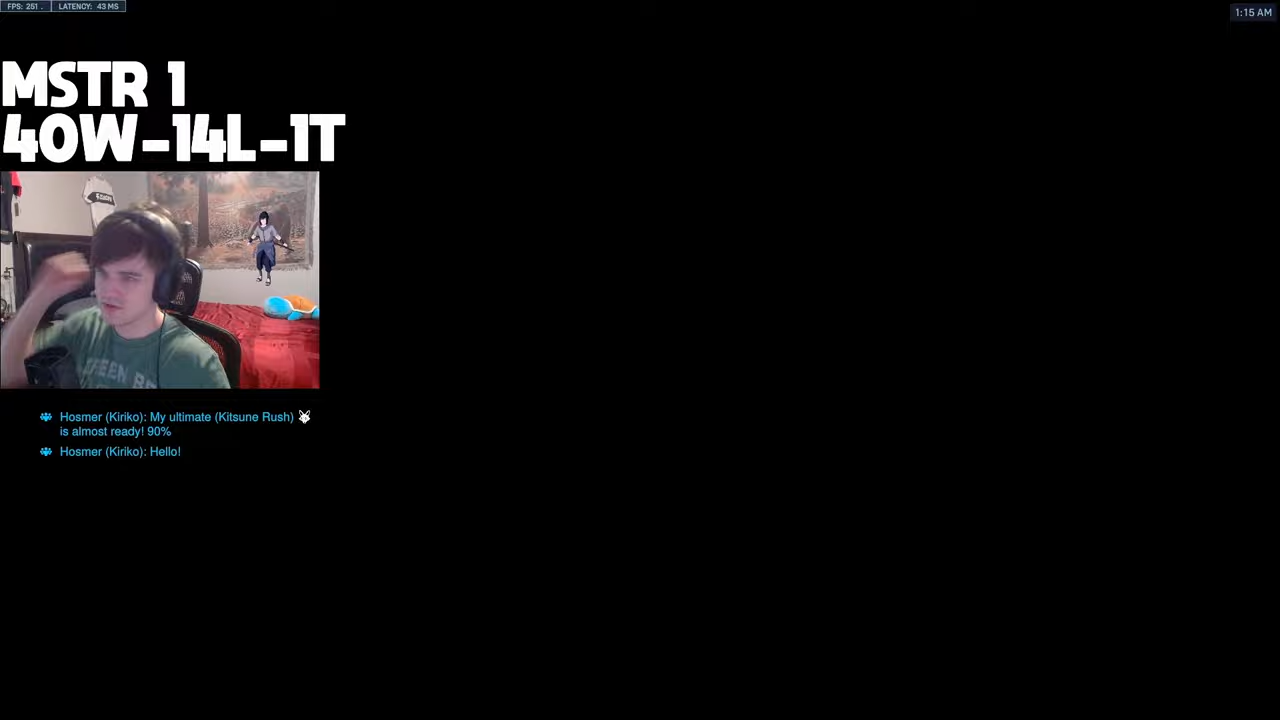 FPS: 251 . LATENCY: 43 MS
1:15 AM
MSTR 1
40W-14L-1T
Hosmer (Kiriko): My ultimate (Kitsune Rush)
is almost ready! 90%
Hosmer (Kiriko): Hello!